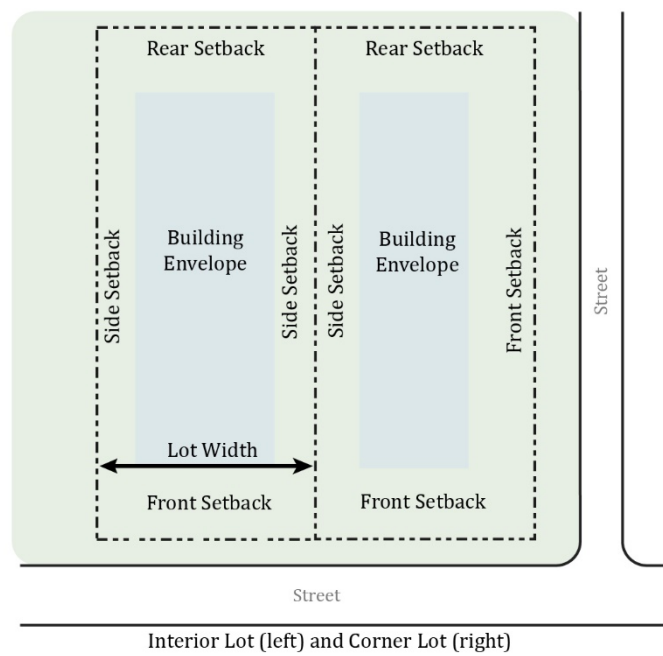 Rear Setback
Rear Setback
Side Setback
Building
Envelope
Side Setback
Side Setback
Building
Envelope
Front Setback
Street
Lot Width
Front Setback
Front Setback
Street
Interior Lot (left) and Corner Lot (right)